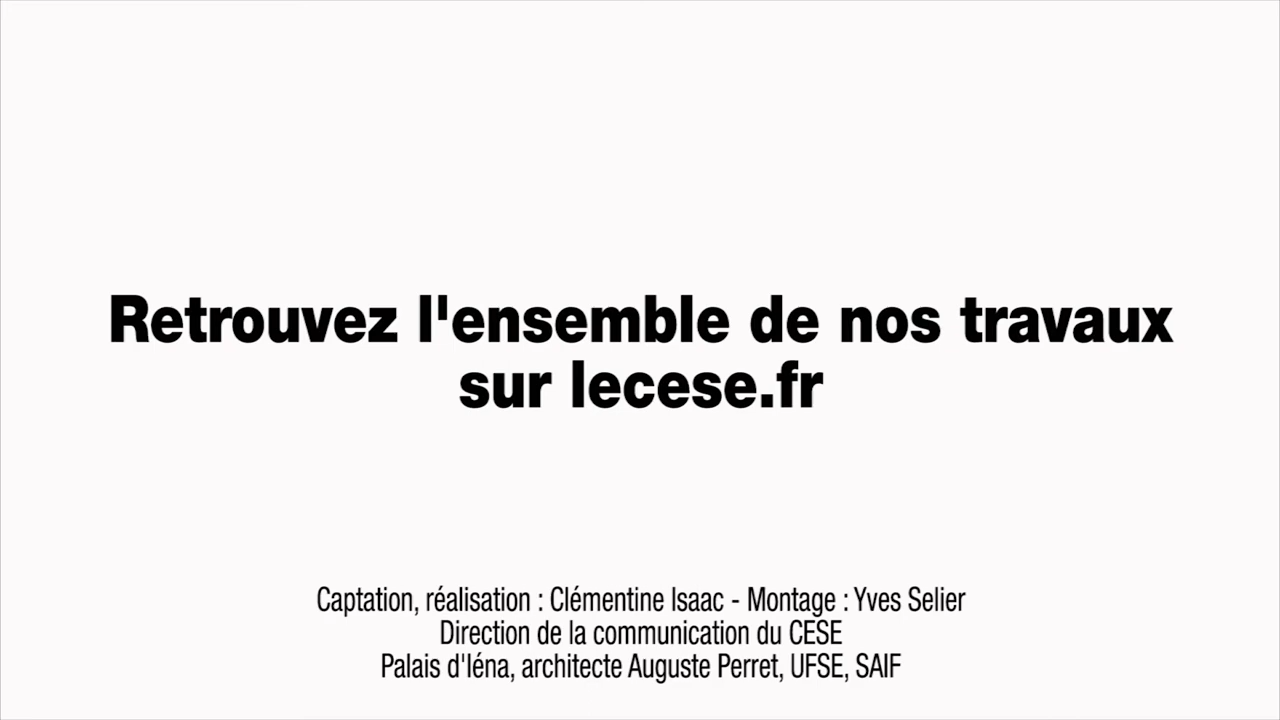 Retrouvez l'ensemble de nos travaux
sur lecese.fr
Captation, réalisation : Clémentine Isaac - Montage : Yves Selier
Direction de la communication du CESE
Palais d'Iéna, architecte Auguste Perret, UFSE, SAIF